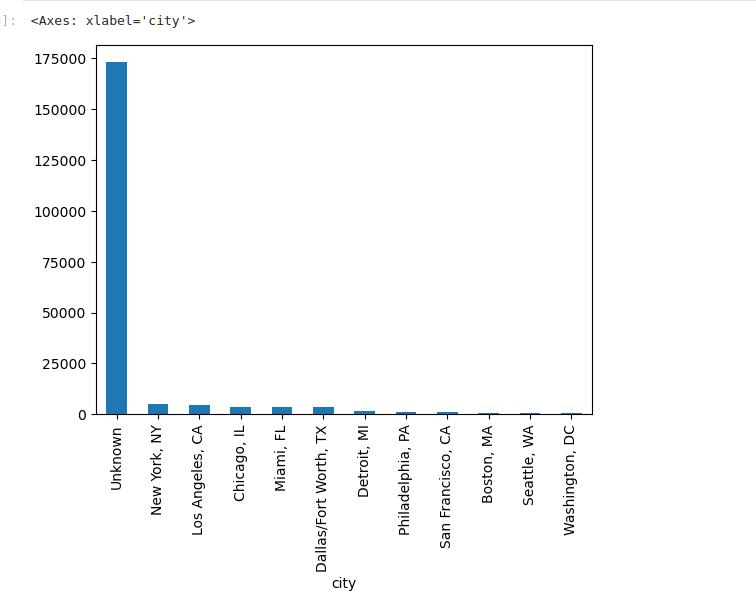 ]: <Axes: xlabel='city'>
175000
150000
125000
100000
75000
50000
25000
0
Unknown
New York, NY
Los Angeles, CA
Chicago, IL
Miami, FL
Dallas/Fort Worth, TX
Detroit, MI
Philadelphia, PA
San Francisco, CA
Boston, MA
Seattle, WA
Washington, DC
city